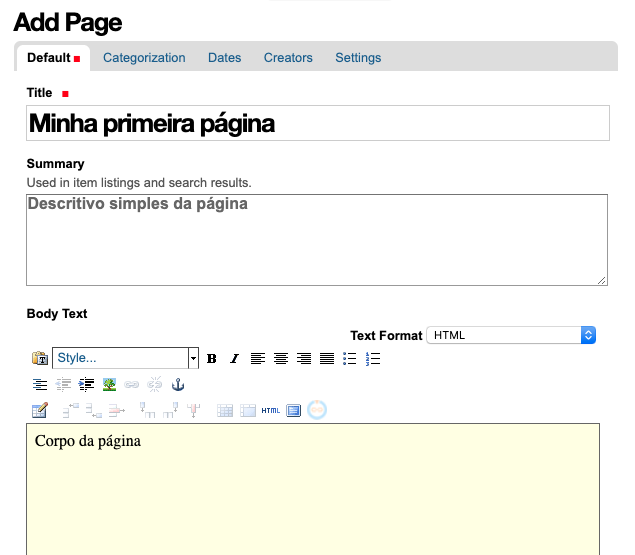 Add Page
Default Categorization Dates Creators Settings
Title
Minha primeira página
Summary
Used in item listings and search results.
Descritivo simples da página
Body Text
Text Format HTML
Style... B I
HTML
Corpo da página